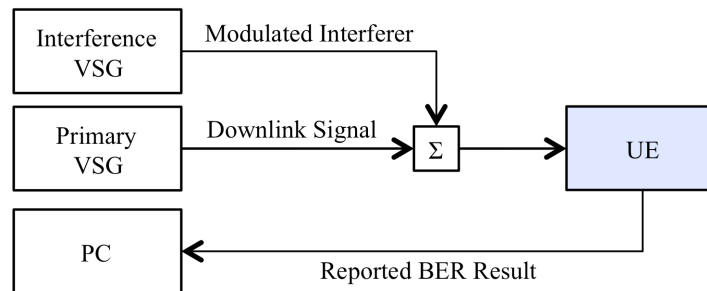 Interference
VSG
Modulated Interferer
Primary
VSG
Downlink Signal
Σ
UE
PC
Reported BER Result